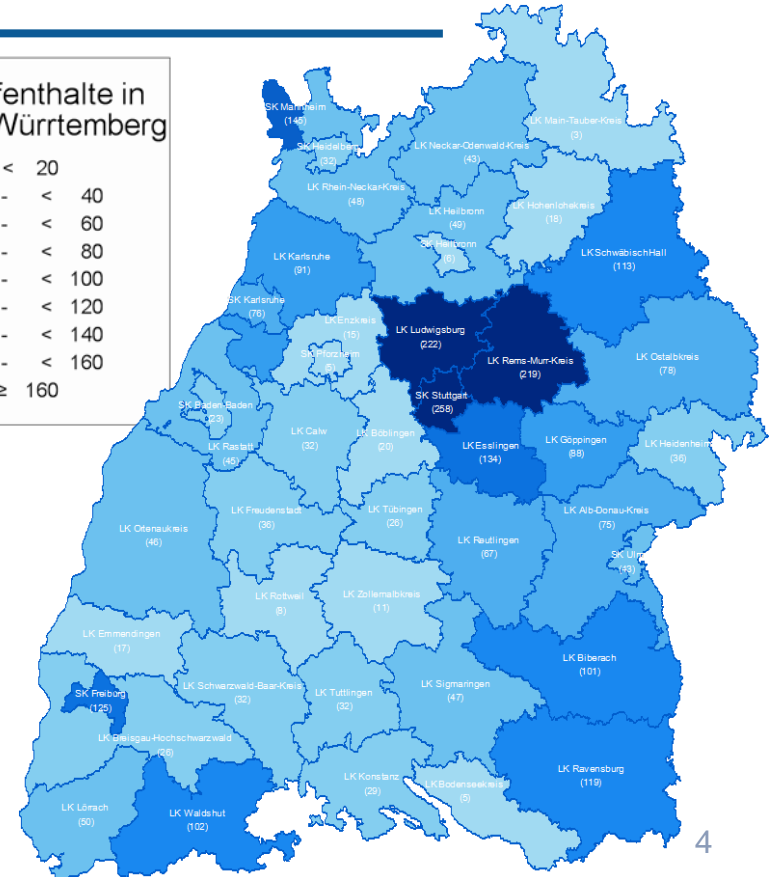 fenthalte in
Würrtemberg
< 20
- < 40
- < 60
- < 80
- < 100
- < 120
- < 140
- < 160
≥ 160
SK Mannheim
(145)
LK Main-Tauber-Kreis
(3)
SK Heidelberg
(32)
LK Neckar-Odenwald-Kreis
(43)
LK Rhein-Neckar-Kreis
(48)
LK Hohenlohekreis
(18)
LK Heilbronn
(49)
SK Heilbronn
(6)
LK Schwäbisch Hall
(113)
LK Karlsruhe
(91)
SK Karlsruhe
(76)
LK Enzkreis
(15)
LK Ludwigsburg
(222)
SK Pforzheim
(5)
LK Rems-Murr-Kreis
(219)
LK Ostalbkreis
(78)
SK Stuttgart
(258)
SK Baden-Baden
(23)
LK Rastatt
(45)
LK Calw
(32)
LK Böblingen
(20)
LK Esslingen
(134)
LK Göppingen
(88)
LK Heidenheim
(36)
LK Ortenaukreis
(46)
LK Freudenstadt
(36)
LK Tübingen
(26)
LK Reutlingen
(67)
LK Alb-Donau-Kreis
(75)
SK Ulm
(43)
LK Rottweil
(8)
LK Zollernalbkreis
(11)
LK Emmendingen
(17)
LK Biberach
(101)
SK Freiburg
(125)
LK Schwarzwald-Baar-Kreis
(32)
LK Tuttlingen
(32)
LK Sigmaringen
(47)
LK Breisgau-Hochschwarzwald
(26)
LK Konstanz
(29)
LK Bodenseekreis
(5)
LK Ravensburg
(119)
LK Lörrach
(50)
LK Waldshut
(102)
4